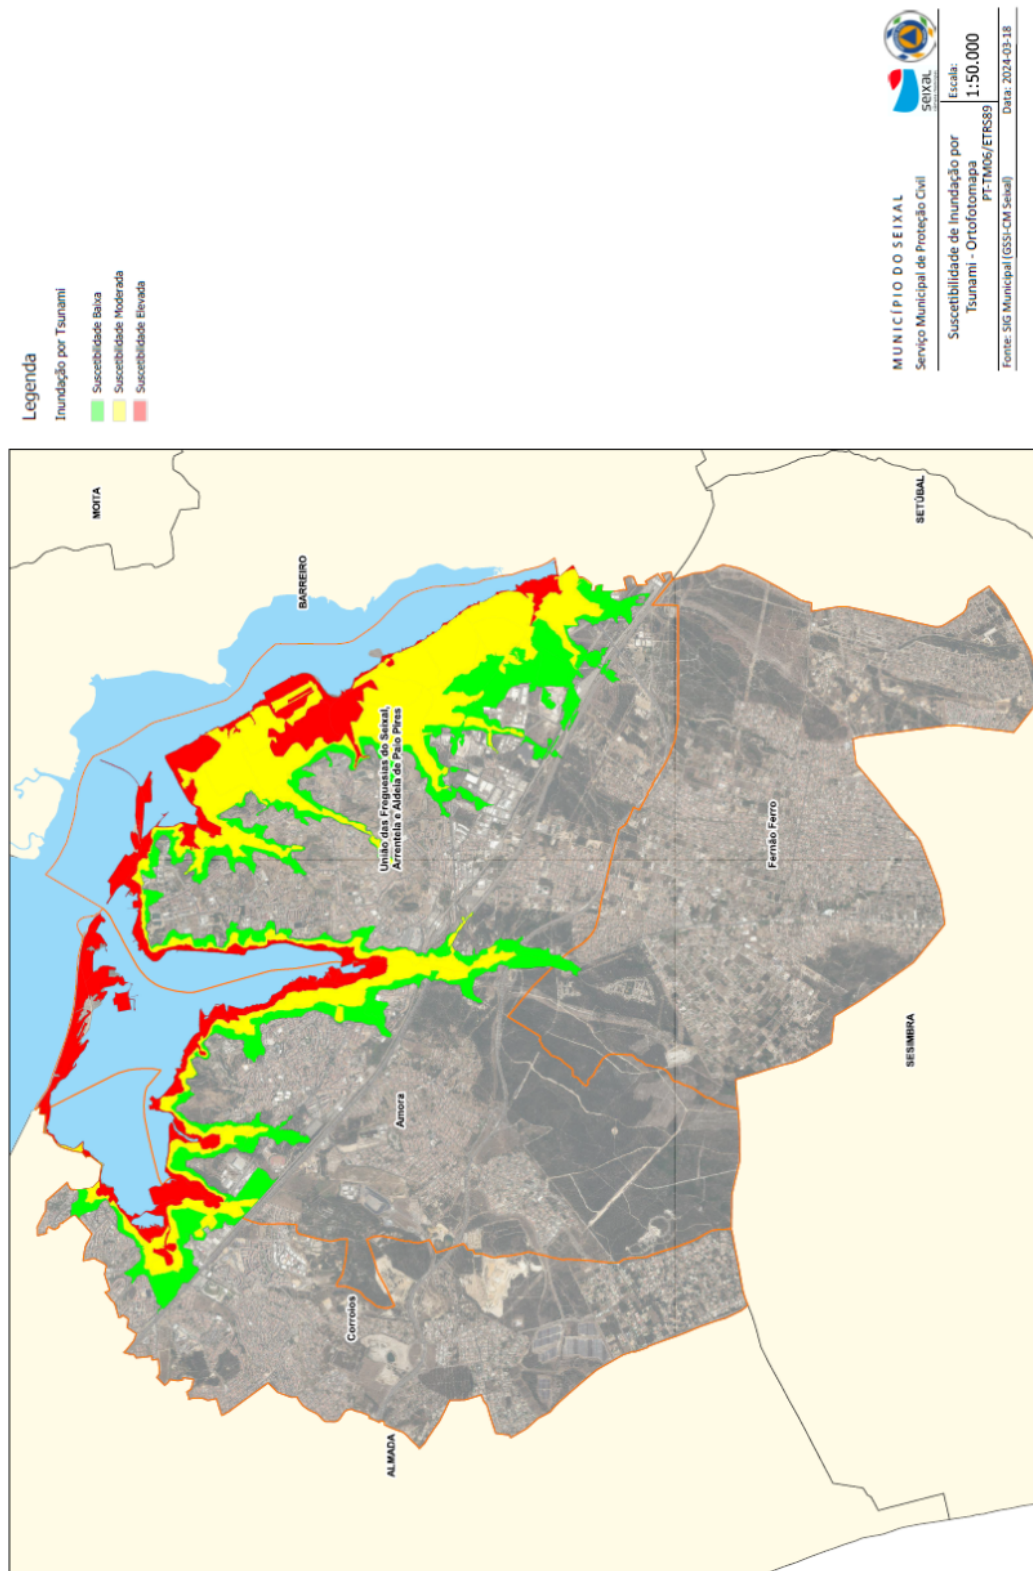 Legenda
Inundação por Tsunami
Suscetibilidade Baixa
Suscetibilidade Moderada
Suscetibilidade Elevada
MOITA
BARREIRO
SETÚBAL
União das Freguesias do Seixal,
Arrentela e Aldeia de Paio Pires
Fernão Ferro
Amora
SESIMBRA
Corroios
ALMADA
MUNICÍPIO DO SEIXAL
Serviço Municipal de Proteção Civil
seixal
Suscetibilidade de Inundação por
Tsunami - Ortofotomapa
PT-TM06/ETRS89
Escala:
1:50.000
Fonte: SIG Municipal (GSSI-CM Seixal)
Data: 2024-03-18